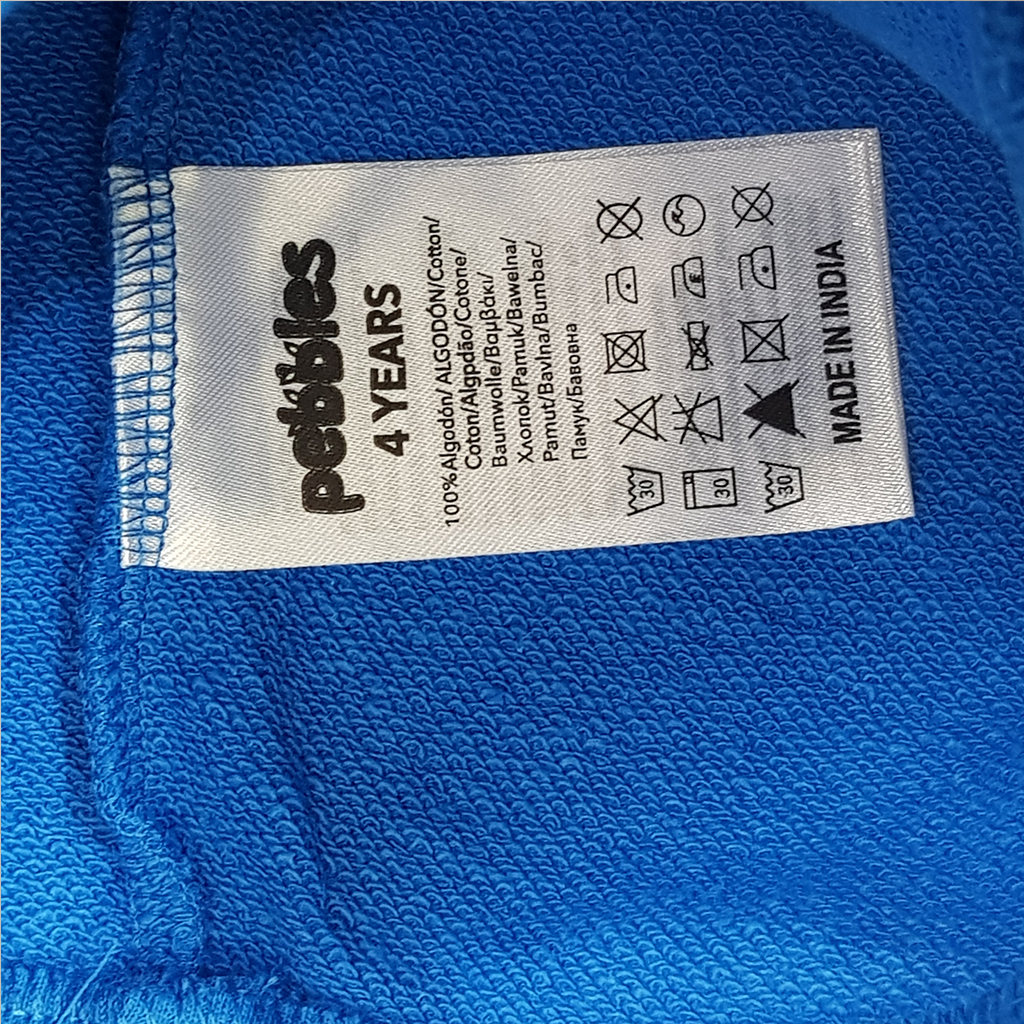 pebbles
4 YEARS
100%Algodón/ ALGODÓN/Cotton/
Coton/Algpdão/Cotone/
Baumwolle/Βαμβάκι/
Хлопок/Pamuk/Bawełna/
Pamut/Bavlna/Bumbac/
Памук/Бавовна
30
30
30
MADE IN INDIA